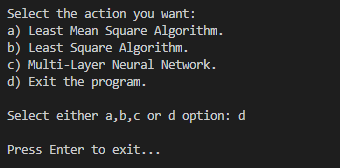 Select the action you want:
a) Least Mean Square Algorithm.
b) Least Square Algorithm.
c) Multi-Layer Neural Network.
d) Exit the program.
Select either a,b,c or d option: d
Press Enter to exit...